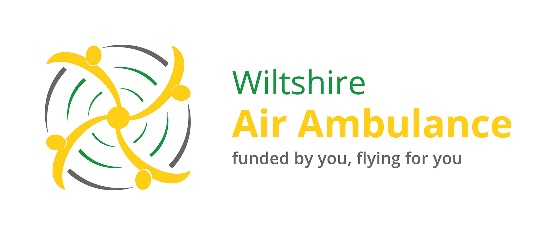 Wiltshire
Air Ambulance
funded by you, flying for you